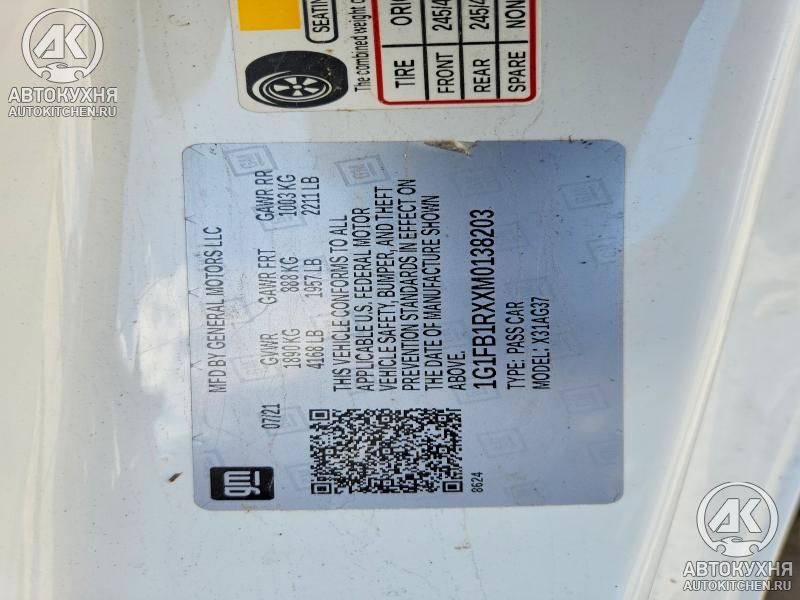 АВТОКУХНЯ
AUTOKITCHEN.RU
SEATIN
The combined weight o
TIRE ORIG
FRONT 245/4
REAR 245/4
SPARE NON
MFD BY GENERAL MOTORS LLC
07/21 GVWR GAWR FRT GAWR RR
1890 KG 888 KG 1003 KG
4168 LB 1957 LB 2211 LB
THIS VEHICLE CONFORMS TO ALL
APPLICABLE U.S. FEDERAL MOTOR
VEHICLE SAFETY, BUMPER, AND THEFT
PREVENTION STANDARDS IN EFFECT ON
THE DATE OF MANUFACTURE SHOWN
ABOVE.
1G1FB1RXXM0138203
TYPE: PASS CAR
MODEL: X31AG37
gm
8624
АВТОКУХНЯ
AUTOKITCHEN.RU